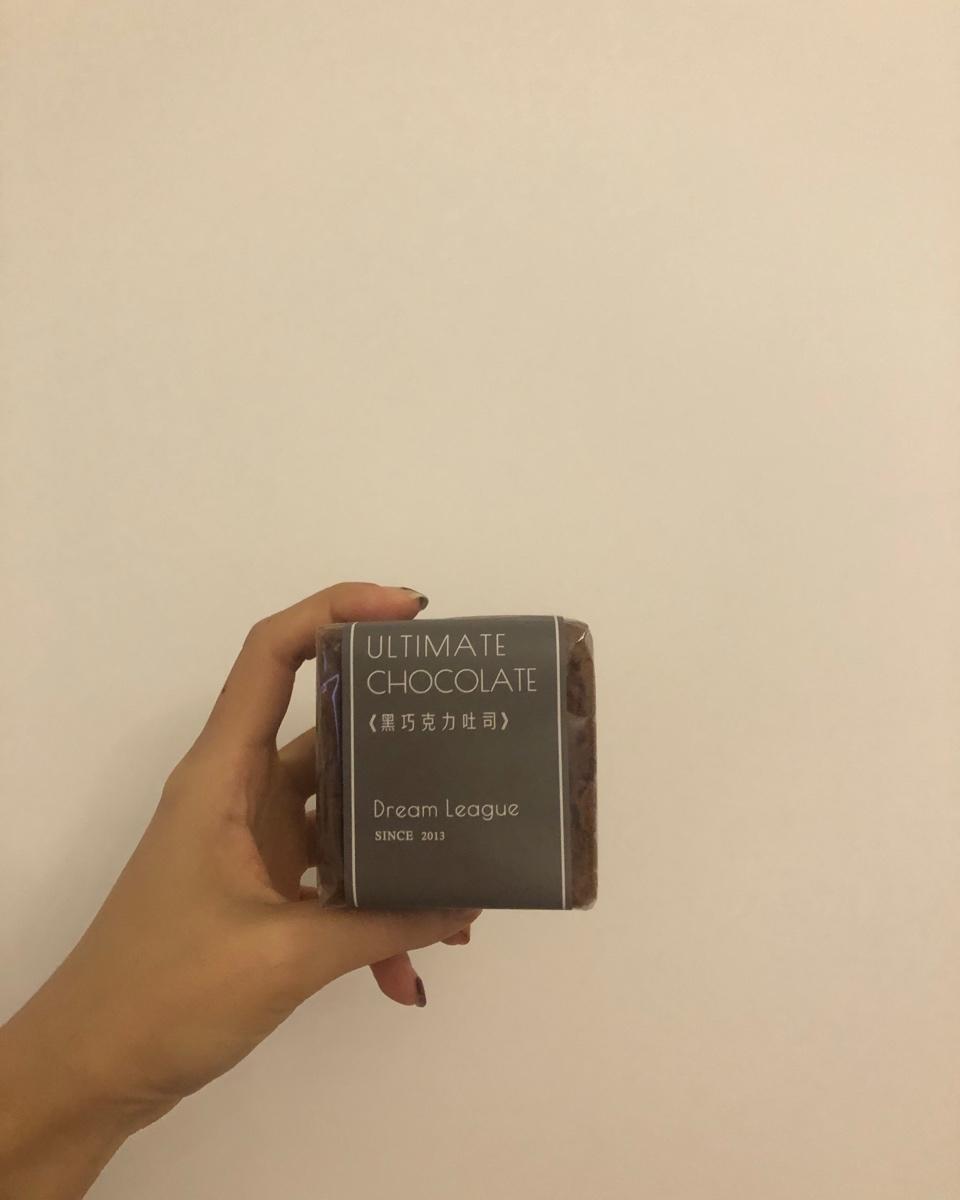 ULTIMATE
CHOCOLATE
《黑巧克力吐司》
Dream League
SINCE 2013